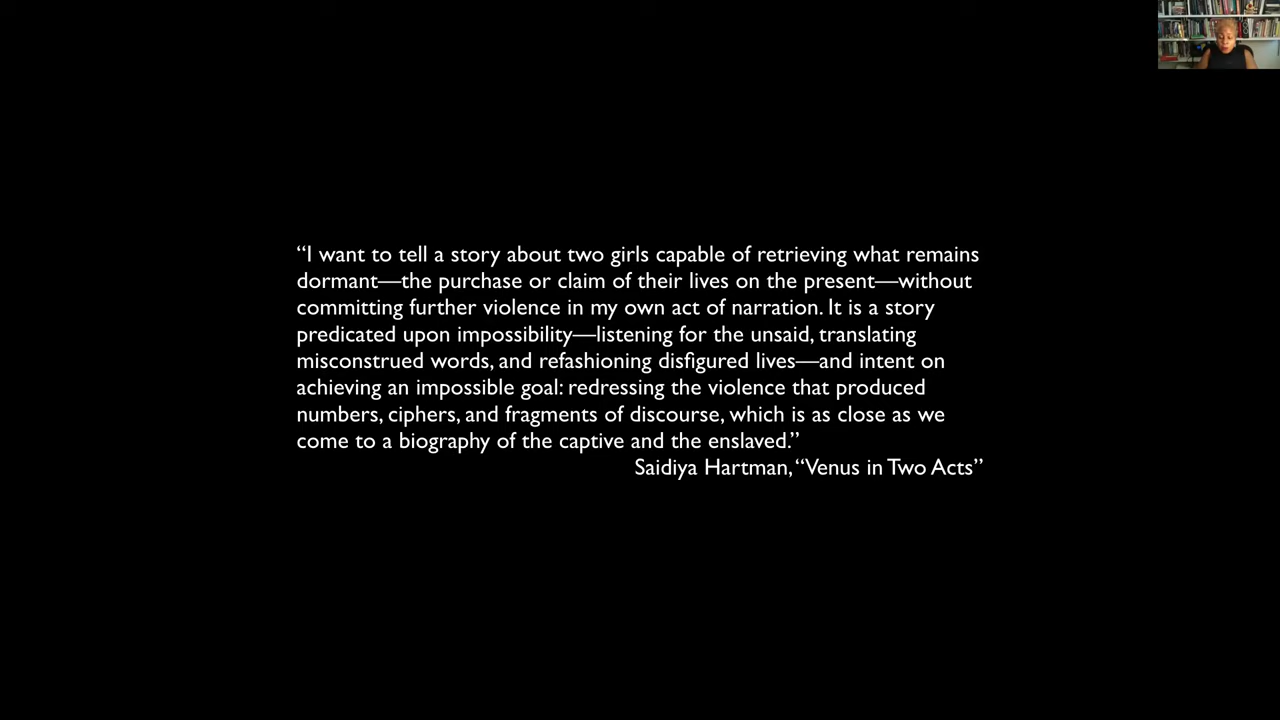 “I want to tell a story about two girls capable of retrieving what remains
dormant—the purchase or claim of their lives on the present—without
committing further violence in my own act of narration. It is a story
predicated upon impossibility—listening for the unsaid, translating
misconstrued words, and refashioning disfigured lives—and intent on
achieving an impossible goal: redressing the violence that produced
numbers, ciphers, and fragments of discourse, which is as close as we
come to a biography of the captive and the enslaved.”
Saidiya Hartman, “Venus in Two Acts”